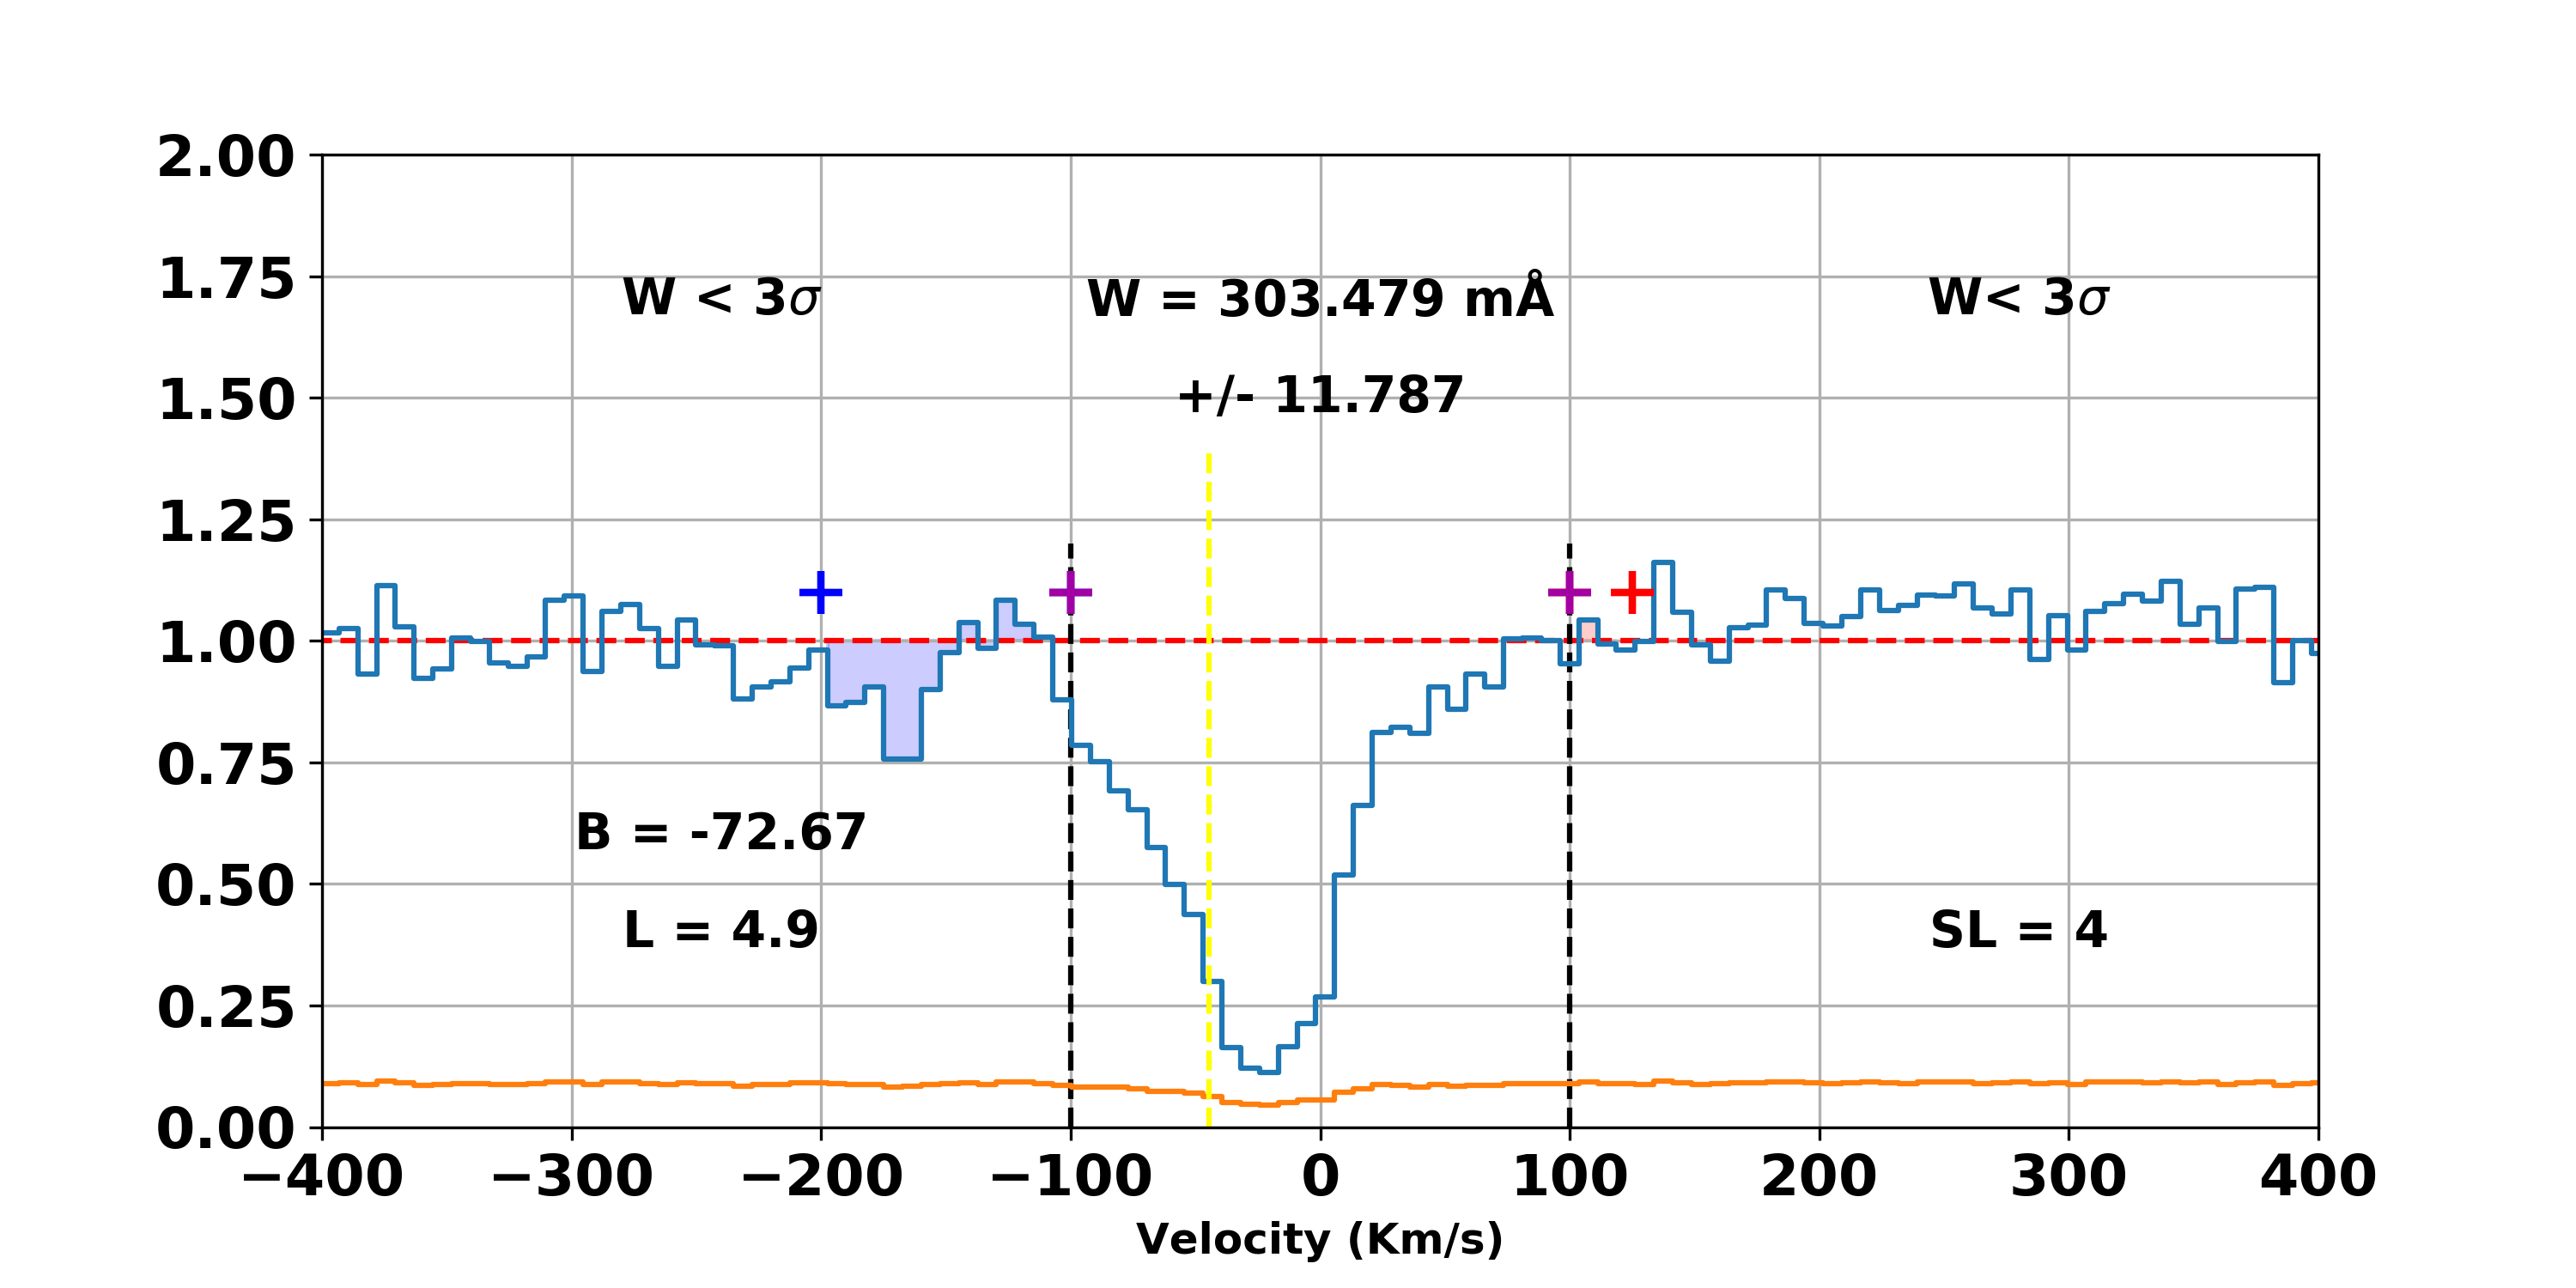 2.00
1.75
1.50
1.25
1.00
0.75
0.50
0.25
0.00
W < 3σ
W = 303.479 mÅ
+/- 11.787
W< 3σ
B = -72.67
L = 4.9
SL = 4
−400 −300 −200 −100 0 100 200 300 400
Velocity (Km/s)